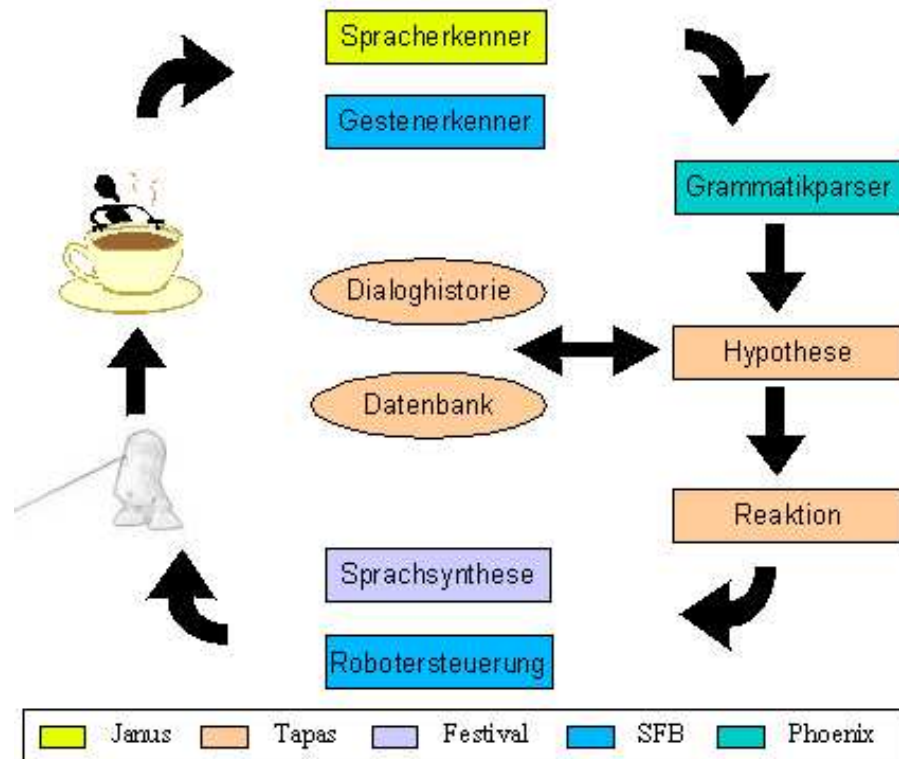 Spracherkenner
Gestenerkenner
Grammatikparser
Dialoghistorie
Hypothese
Datenbank
Reaktion
Sprachsynthese
Robotersteuerung
Janus Tapas Festival SFB Phoenix